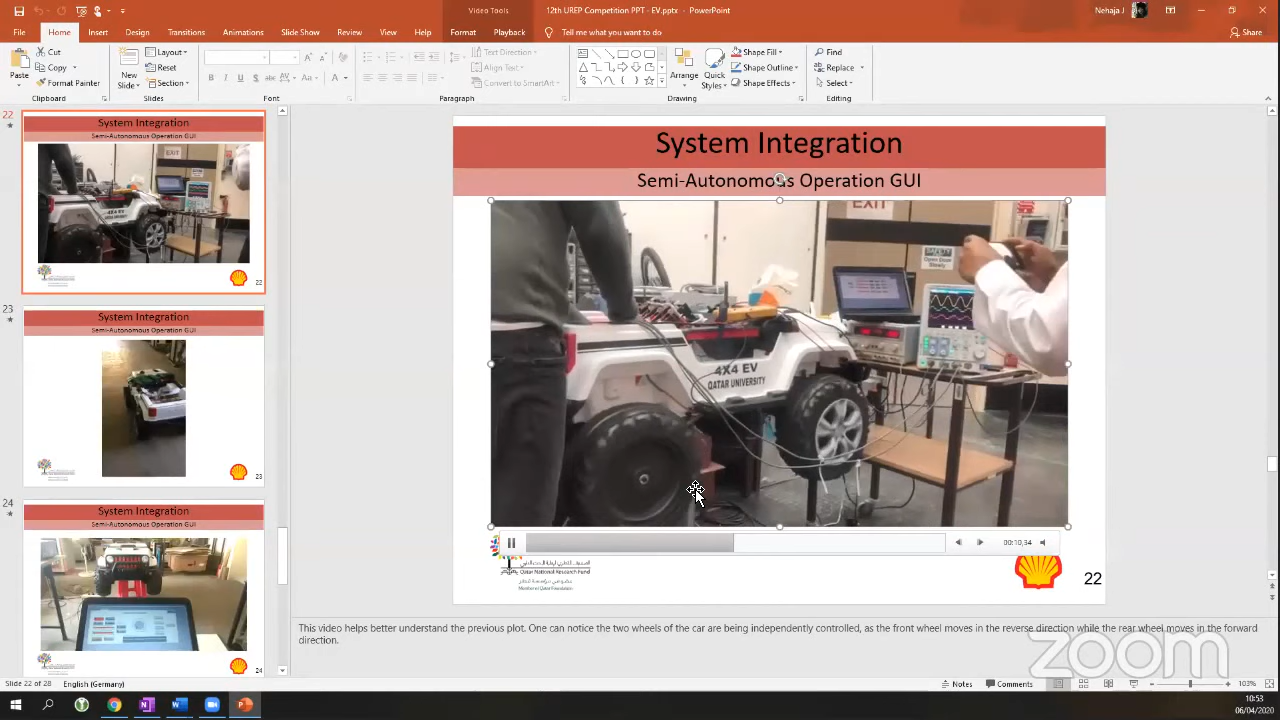 Video Tools
12th UREP Competition PPT - EV.pptx - PowerPoint
Nehaja J
File
Home
Insert
Design
Transitions
Animations
Slide Show
Review
View
Help
Format
Playback
Tell me what you want to do
Share
Paste
Cut
Copy
Format Painter
Clipboard
New
Slide
Layout
Reset
Section
Slides
Font
Text Direction
Align Text
Convert to SmartArt
Paragraph
Arrange
Quick
Styles
Shape Fill
Shape Outline
Shape Effects
Drawing
Find
Replace
Select
Editing
22
System Integration
Semi-Autonomous Operation GUI
EXIT
4X4 EV
22
23
System Integration
Semi-Autonomous Operation GUI
23
24
System Integration
Semi-Autonomous Operation GUI
24
System Integration
Semi-Autonomous Operation GUI
EXIT
SAFETY
4X4 EV
QATAR UNIVERSITY
00:10.34
Qatar National Research Fund
Member of Qatar Foundation
22
This video helps better understand the previous plot. One can notice the two wheels of the car are being independently controlled as the front wheel moves in the reverse direction while the rear wheel moves in the forward
direction.
zoom
Slide 22 of 28
English (Germany)
Notes
Comments
103%
10:53
06/04/2020